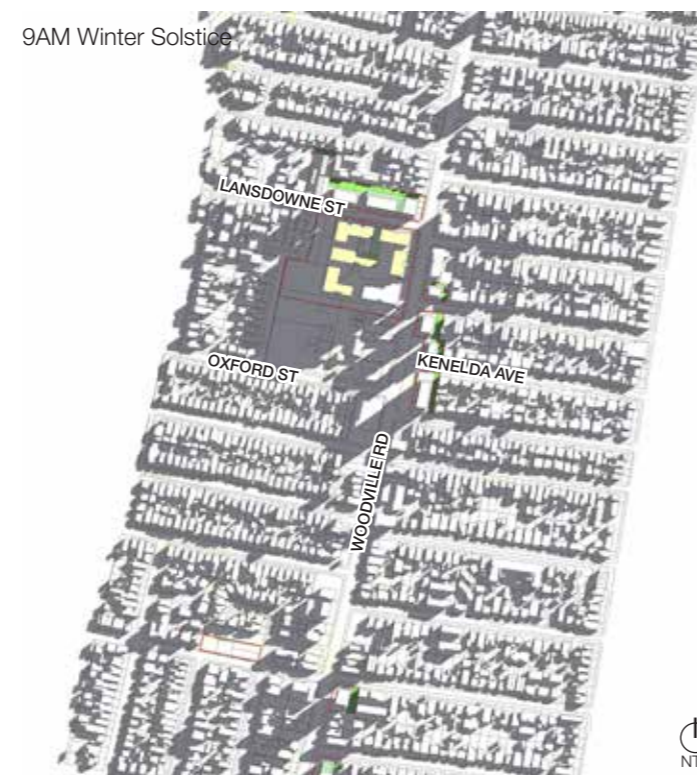 9AM Winter Solstice
LANSDOWNE ST
OXFORD ST
KENELDA AVE
WOODVILLE RD